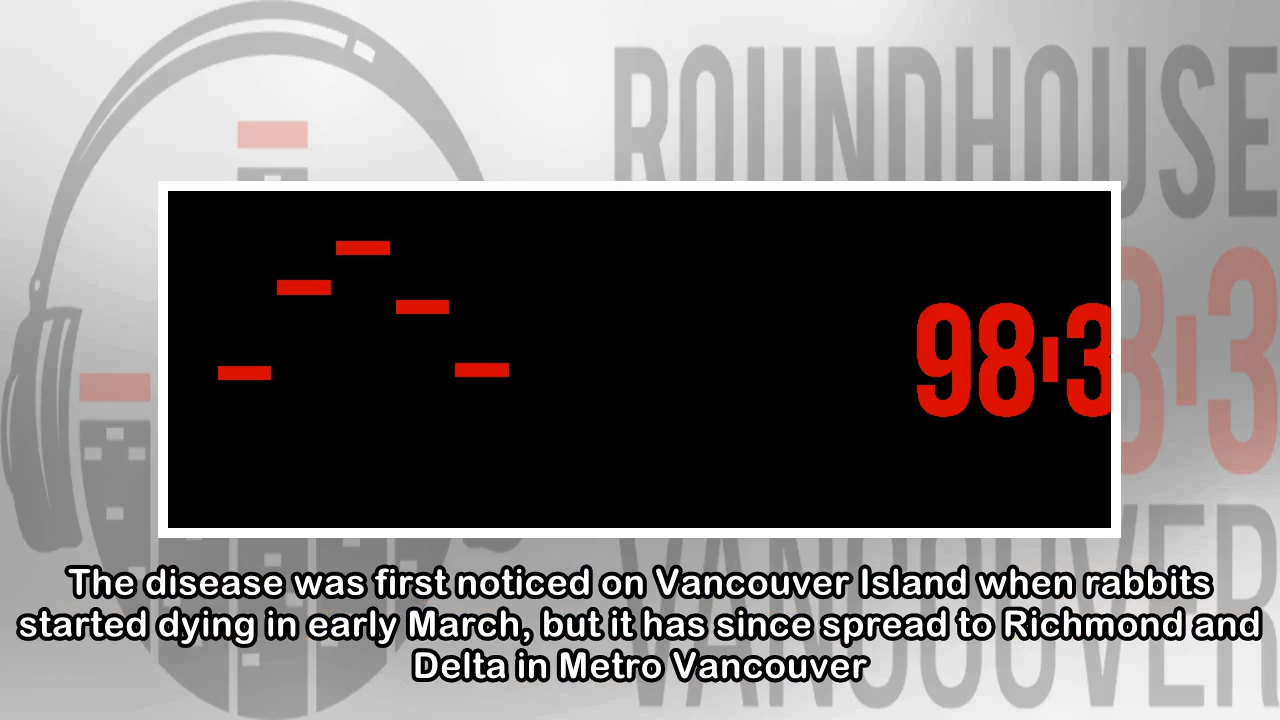 ROUNDHOUSE
98.3
3.3
VANCOUVER
The disease was first noticed on Vancouver Island when rabbits
started dying in early March, but it has since spread to Richmond and
Delta in Metro Vancouver